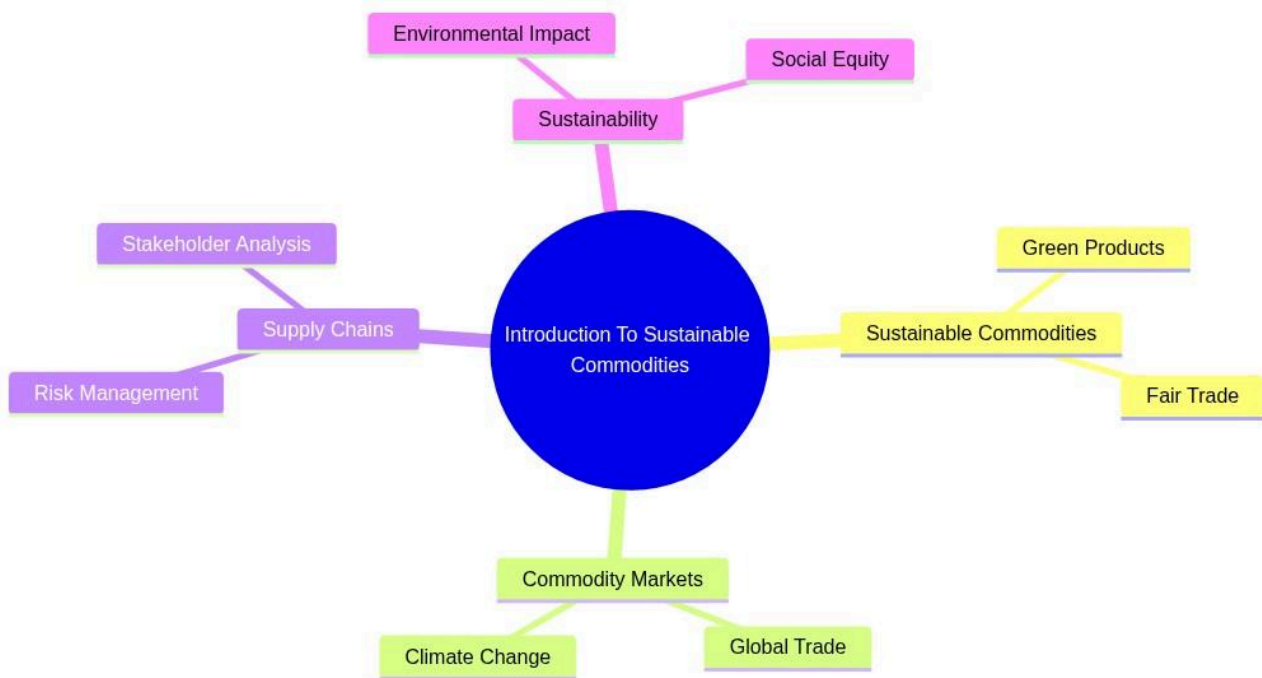 Environmental Impact
Social Equity
Sustainability
Stakeholder Analysis
Green Products
Supply Chains
Introduction To Sustainable
Commodities
Sustainable Commodities
Risk Management
Fair Trade
Commodity Markets
Climate Change
Global Trade